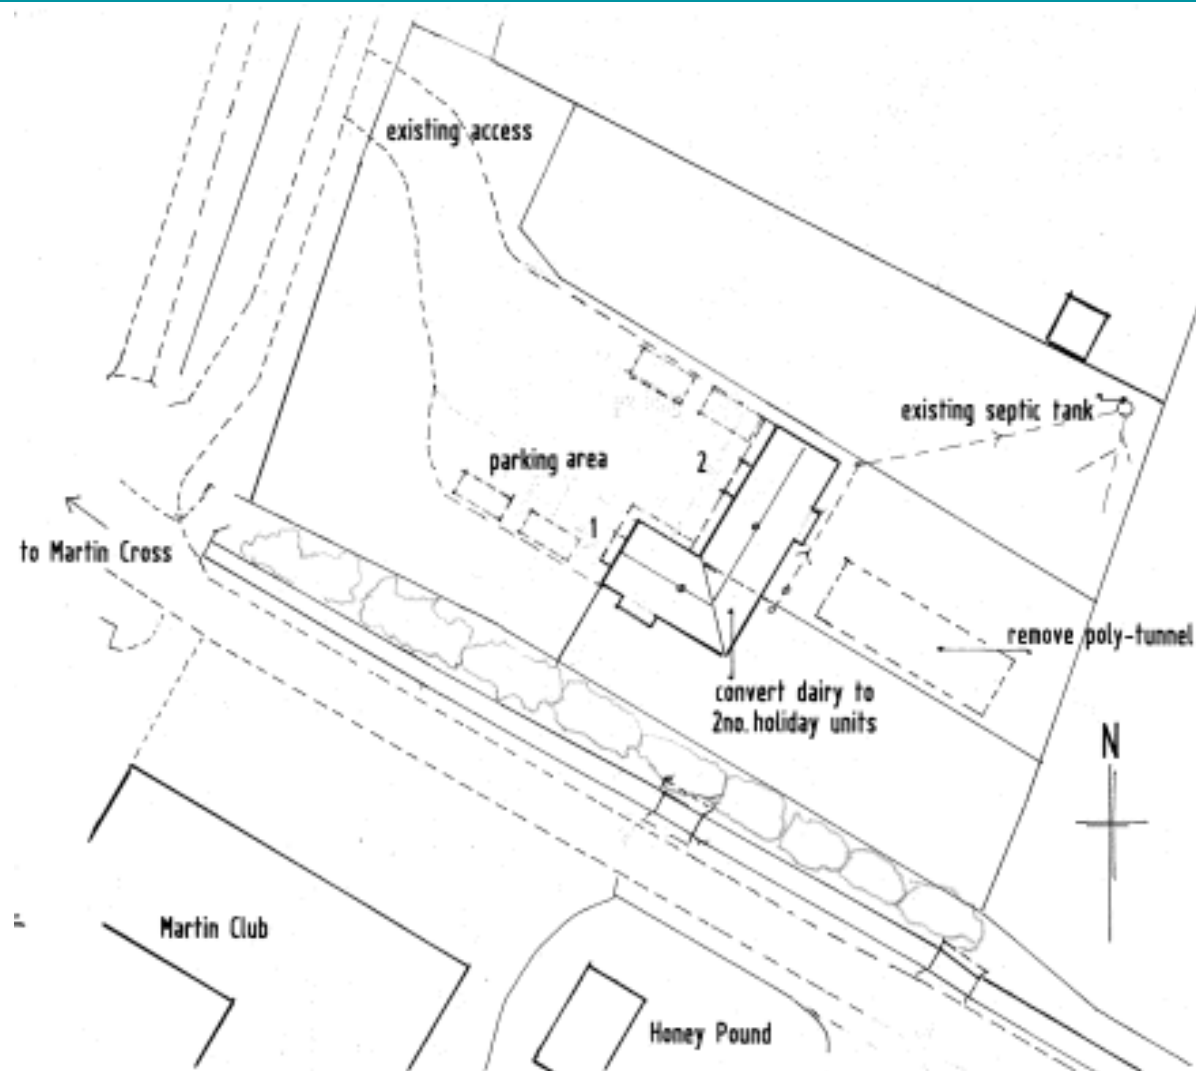 existing access
existing septic tank
parking area
2
1
to Martin Cross
remove poly-tunnel
convert dairy to
2no. holiday units
N
Martin Club
Honey Pound